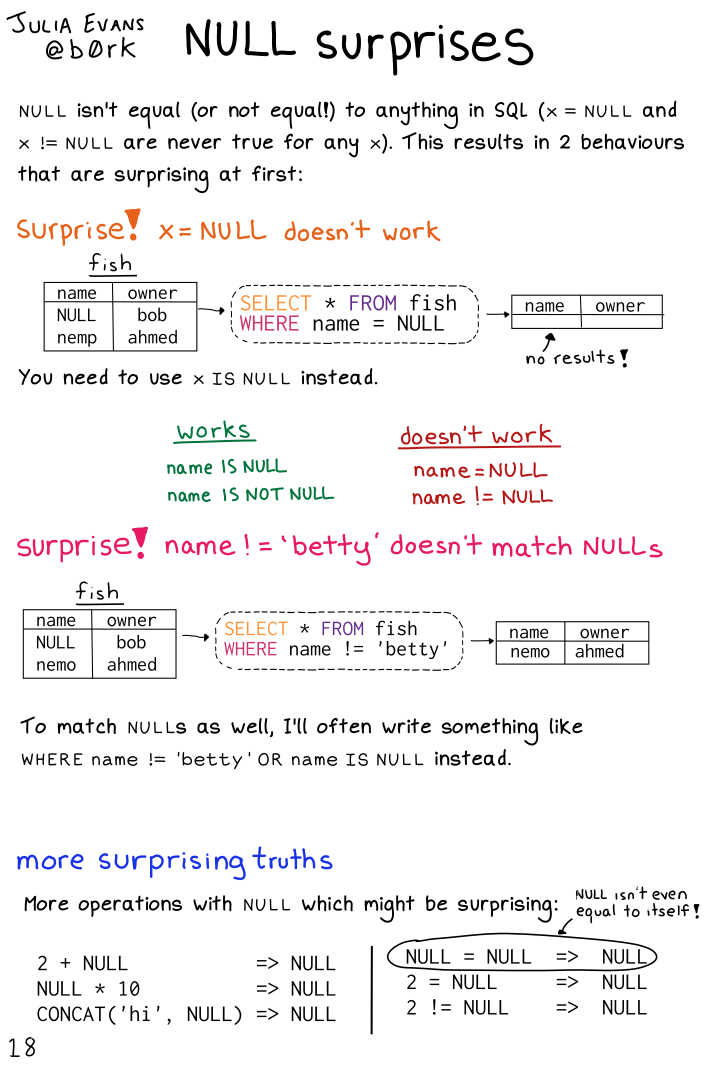 JULIA EVANS
@b0rk
NULL surprises
NULL isn't equal (or not equal!) to anything in SQL (x = NULL and
x != NULL are never true for any x). This results in 2 behaviours
that are surprising at first:
surprise! x = NULL doesn't work
fish
name owner
NULL bob
nemp ahmed
SELECT * FROM fish
WHERE name = NULL
name owner
no results!
You need to use x IS NULL instead.
works
name IS NULL
name IS NOT NULL
doesn't work
name = NULL
name != NULL
surprise! name != 'betty' doesn't match NULLs
fish
name owner
NULL bob
nemo ahmed
SELECT * FROM fish
WHERE name != 'betty'
name owner
nemo ahmed
To match NULLs as well, I'll often write something like
WHERE name != 'betty' OR name IS NULL instead.
more surprising truths
More operations with NULL which might be surprising:
NULL isn't even
equal to itself!
2 + NULL => NULL
NULL * 10 => NULL
CONCAT('hi', NULL) => NULL
NULL = NULL => NULL
2 = NULL => NULL
2 != NULL => NULL
18